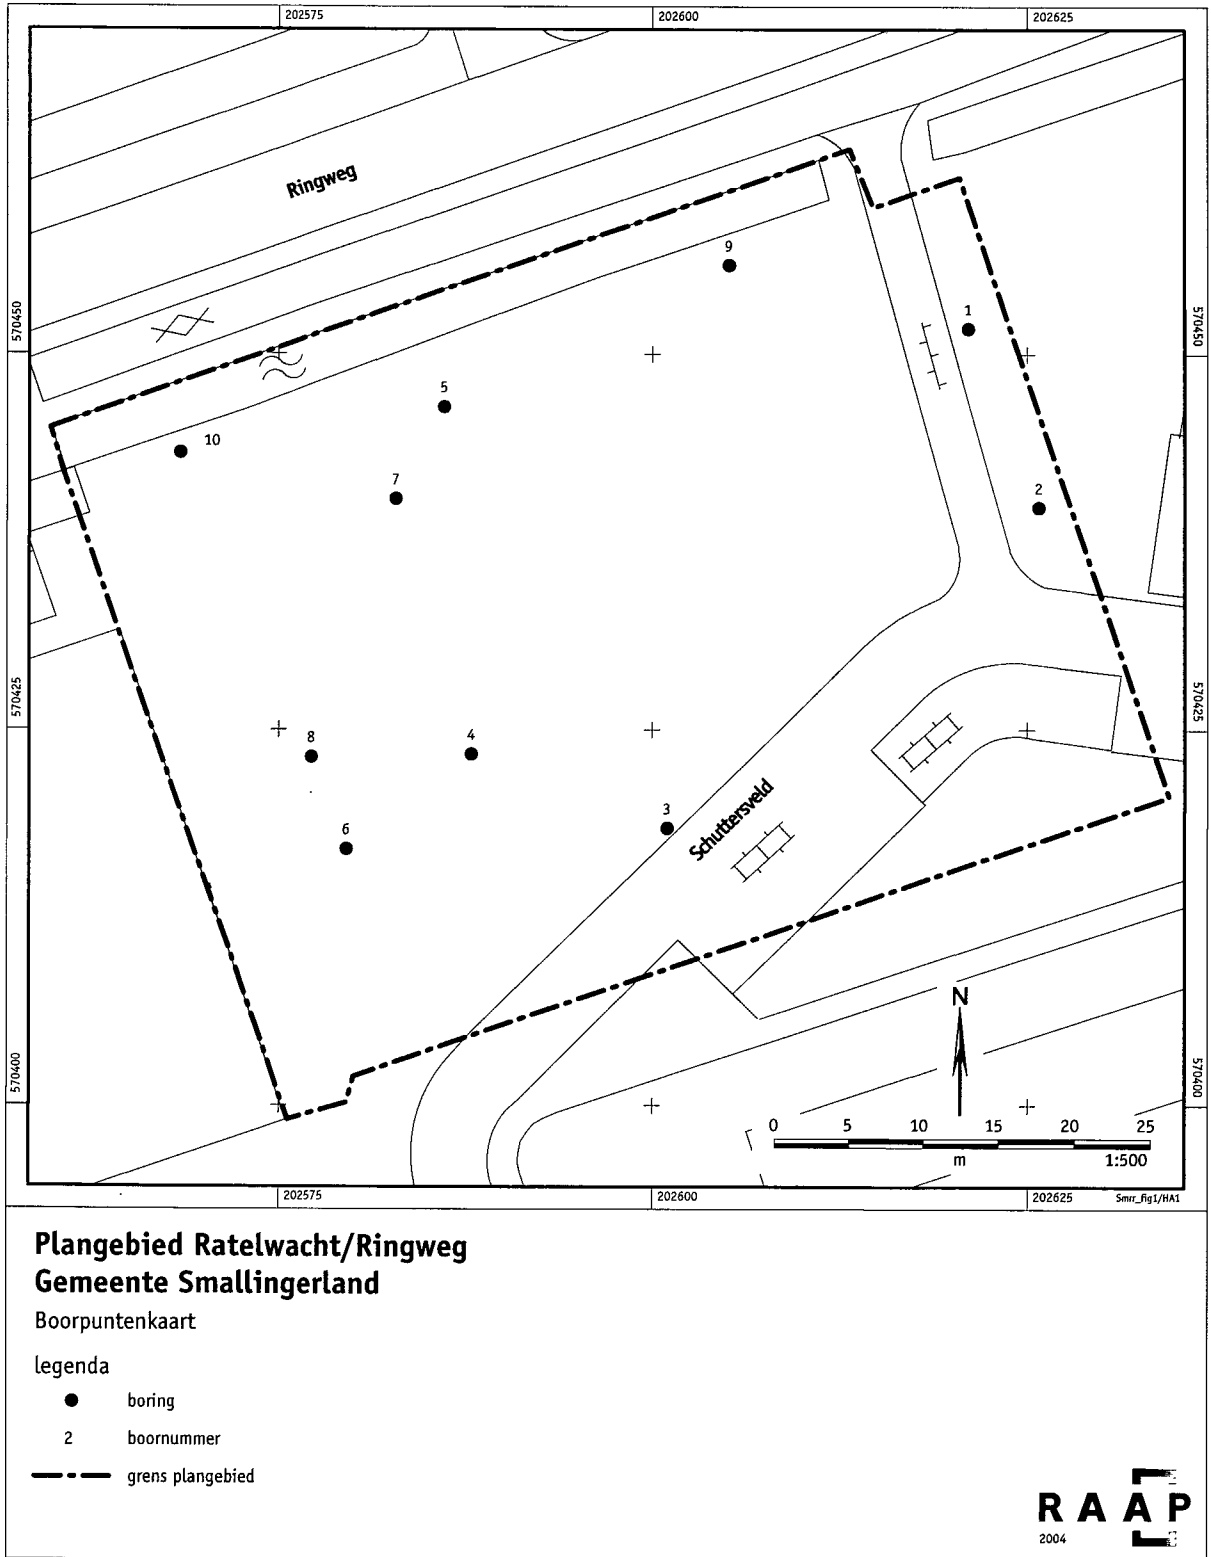 202575
202600
202625
Ringweg
9
570450
570450
1
5
10
7
2
570425
570425
8
4
Schuttersveld
3
6
N
570400
570400
0 5 10 15 20 25
m 1:500
202575
202600
202625
Smrr_fig1/HA1
Plangebied Ratelwacht/Ringweg
Gemeente Smallingerland
Boorpuntenkaart
legenda
boring
2 boornummer
grens plangebied
RAAP
2004